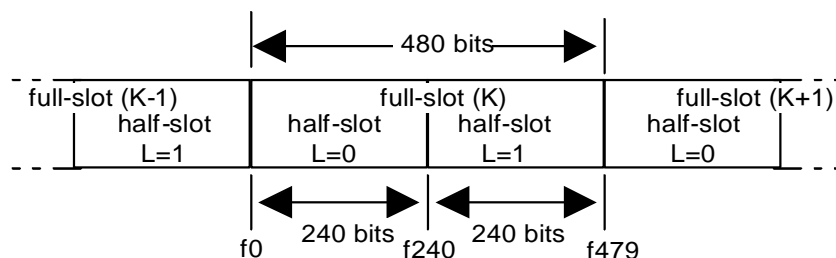 480 bits
full-slot (K-1) full-slot (K) full-slot (K+1)
half-slot half-slot half-slot half-slot
L=1 L=0 L=1 L=0
240 bits 240 bits
f0 f240 f479